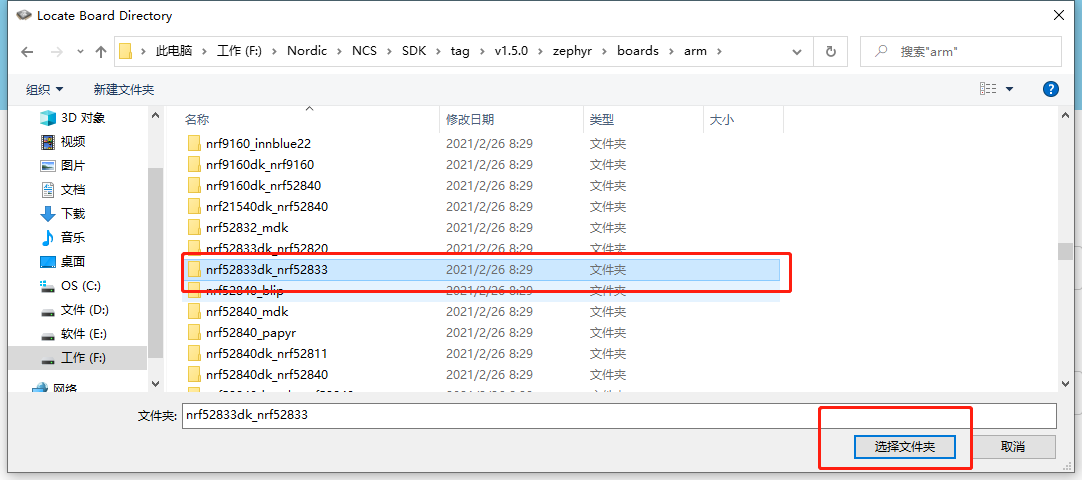 Locate Board Directory
此电脑 › 工作 (F:) › Nordic › NCS › SDK › tag › v1.5.0 › zephyr › boards › arm ›
搜索"arm"
组织 新建文件夹
3D 对象
视频
图片
文档
下载
音乐
桌面
OS (C:)
文件 (D:)
软件 (E:)
工作 (F:)
网络
名称 修改日期 类型 大小
nrf9160_innblue22 2021/2/26 8:29 文件夹
nrf9160dk_nrf9160 2021/2/26 8:29 文件夹
nrf9160dk_nrf52840 2021/2/26 8:29 文件夹
nrf21540dk_nrf52840 2021/2/26 8:29 文件夹
nrf52832_mdk 2021/2/26 8:29 文件夹
nrf52833dk_nrf52820 2021/2/26 8:29 文件夹
nrf52833dk_nrf52833 2021/2/26 8:29 文件夹
nrf52840_blip 2021/2/26 8:29 文件夹
nrf52840_mdk 2021/2/26 8:29 文件夹
nrf52840_papyr 2021/2/26 8:29 文件夹
nrf52840dk_nrf52811 2021/2/26 8:29 文件夹
nrf52840dk_nrf52840 2021/2/26 8:29 文件夹
文件夹: nrf52833dk_nrf52833
选择文件夹 取消